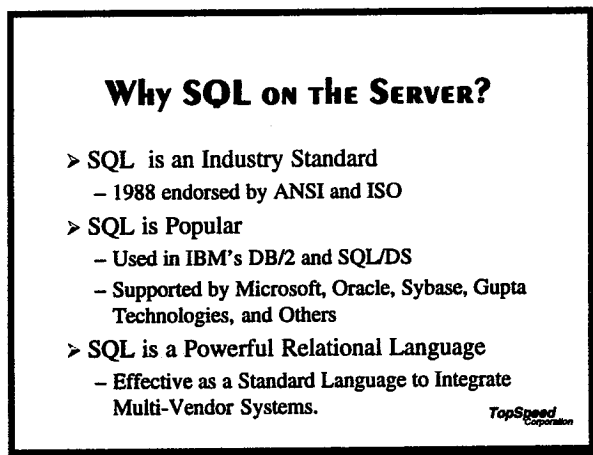 Why SQL on the Server?
➢ SQL is an Industry Standard
– 1988 endorsed by ANSI and ISO
➢ SQL is Popular
– Used in IBM's DB/2 and SQL/DS
– Supported by Microsoft, Oracle, Sybase, Gupta
Technologies, and Others
➢ SQL is a Powerful Relational Language
– Effective as a Standard Language to Integrate
Multi-Vendor Systems.
TopSpeed
Corporation